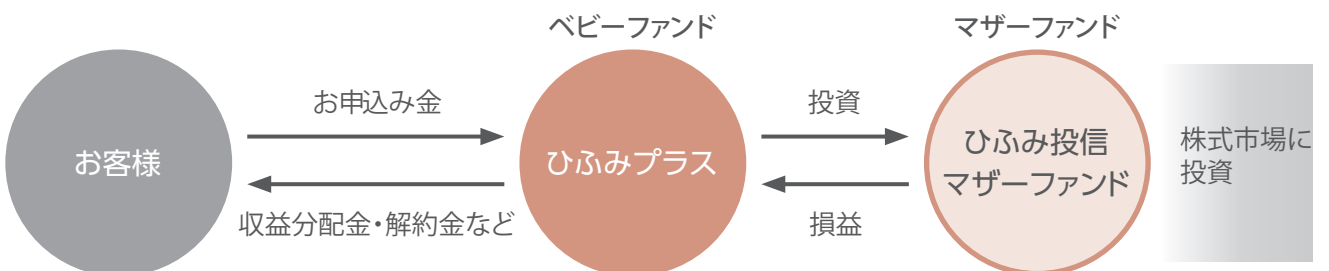 ベビーファンド
マザーファンド
お客様
お申込み金
収益分配金・解約金など
ひふみプラス
投資
損益
ひふみ投信
マザーファンド
株式市場に
投資